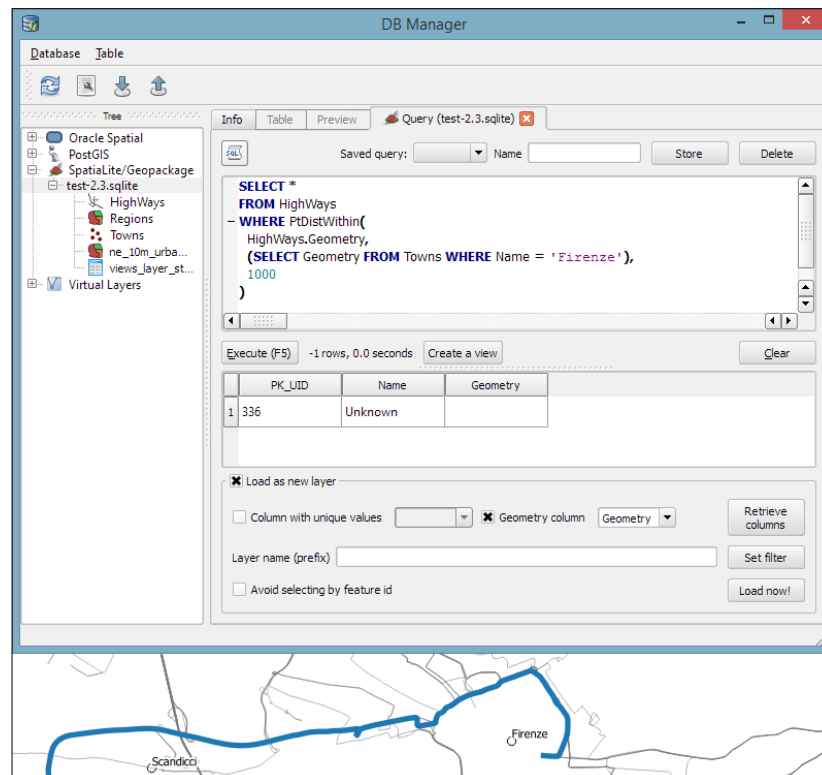 DB Manager
Database Table
Tree
Oracle Spatial
PostGIS
SpatiaLite/Geopackage
test-2.3.sqlite
HighWays
Regions
Towns
ne_10m_urba...
views_layer_st...
Virtual Layers
Info Table Preview Query (test-2.3.sqlite)
SQL Saved query: Name Store Delete
SELECT *
FROM HighWays
WHERE PtDistWithin(
HighWays.Geometry,
(SELECT Geometry FROM Towns WHERE Name = 'Firenze'),
1000
)
Execute (F5) -1 rows, 0.0 seconds Create a view Clear
PK_UID Name Geometry
1 336 Unknown
Load as new layer
Column with unique values Geometry column Geometry Retrieve columns
Layer name (prefix) Set filter
Avoid selecting by feature id Load now!
Firenze
Scandicci